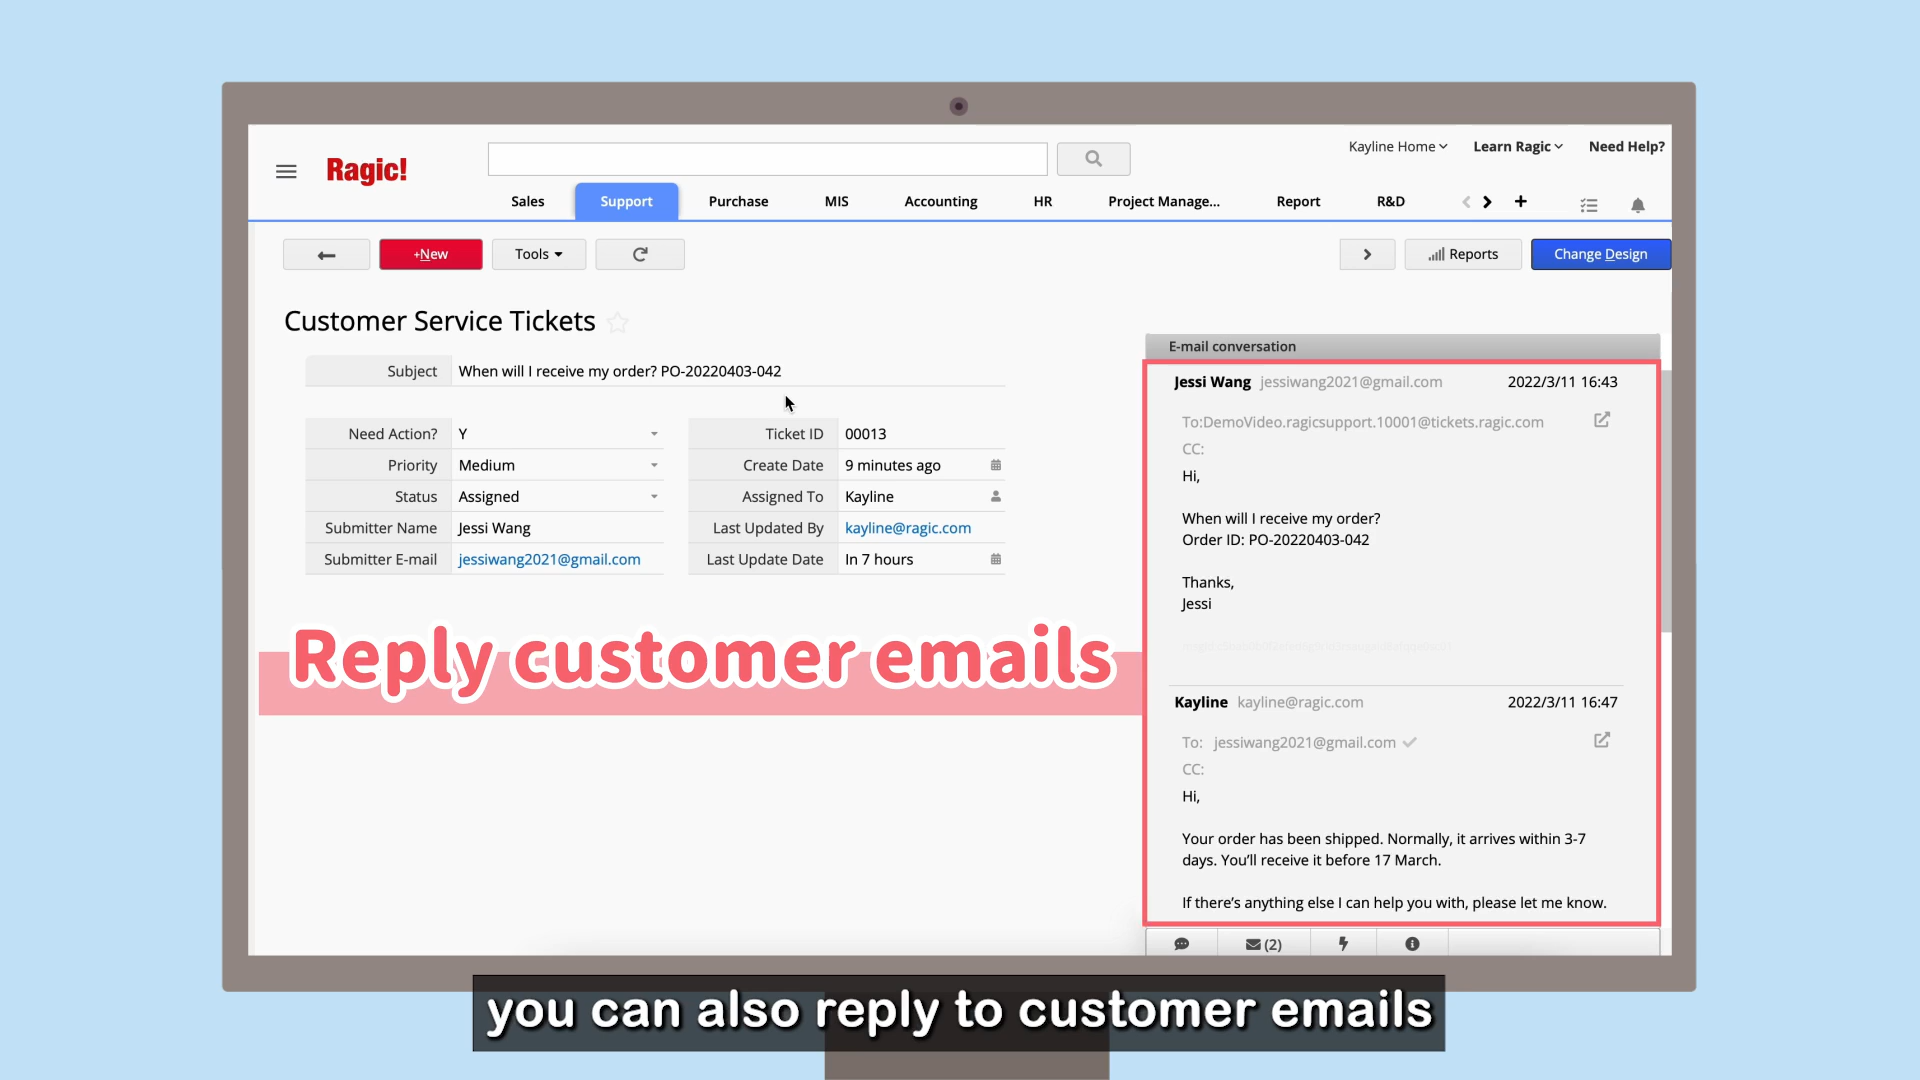 Ragic!
Kayline Home
Learn Ragic
Need Help?
Sales
Support
Purchase
MIS
Accounting
HR
Project Manage...
Report
R&D
+New
Tools
Reports
Change Design
Customer Service Tickets
Subject When will I receive my order? PO-20220403-042
Need Action? Y
Priority Medium
Status Assigned
Submitter Name Jessi Wang
Submitter E-mail jessiwang2021@gmail.com
Ticket ID 00013
Create Date 9 minutes ago
Assigned To Kayline
Last Updated By kayline@ragic.com
Last Update Date In 7 hours
Reply customer emails
E-mail conversation
Jessi Wang jessiwang2021@gmail.com 2022/3/11 16:43
To:DemoVideo.ragicsupport.10001@tickets.ragic.com
CC:
Hi,
When will I receive my order?
Order ID: PO-20220403-042
Thanks,
Jessi
Kayline kayline@ragic.com 2022/3/11 16:47
To: jessiwang2021@gmail.com
CC:
Hi,
Your order has been shipped. Normally, it arrives within 3-7
days. You’ll receive it before 17 March.
If there’s anything else I can help you with, please let me know.
(2)
you can also reply to customer emails